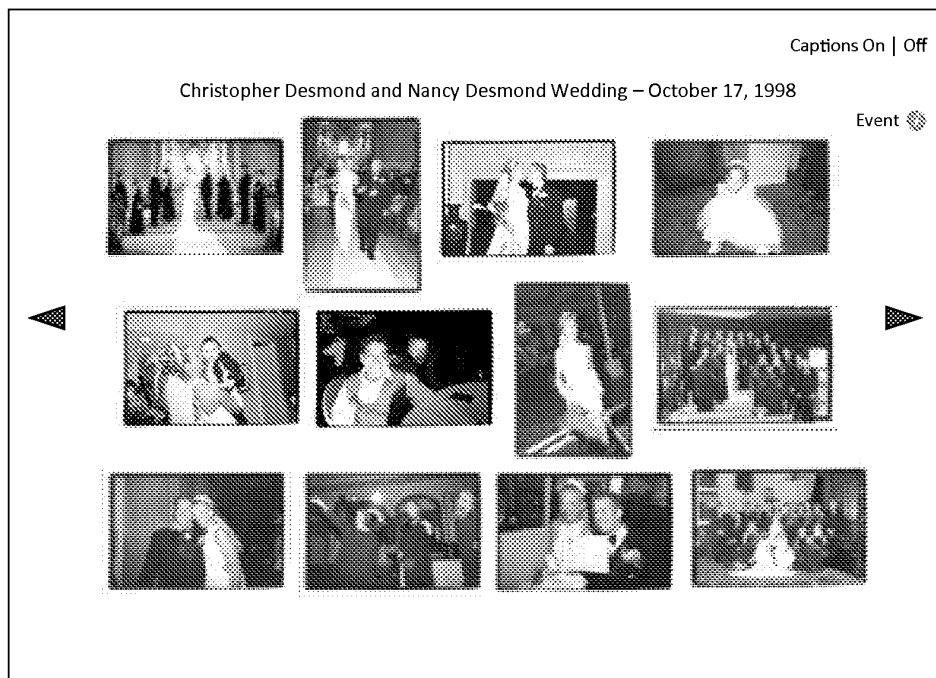 Captions On | Off
Christopher Desmond and Nancy Desmond Wedding – October 17, 1998
Event